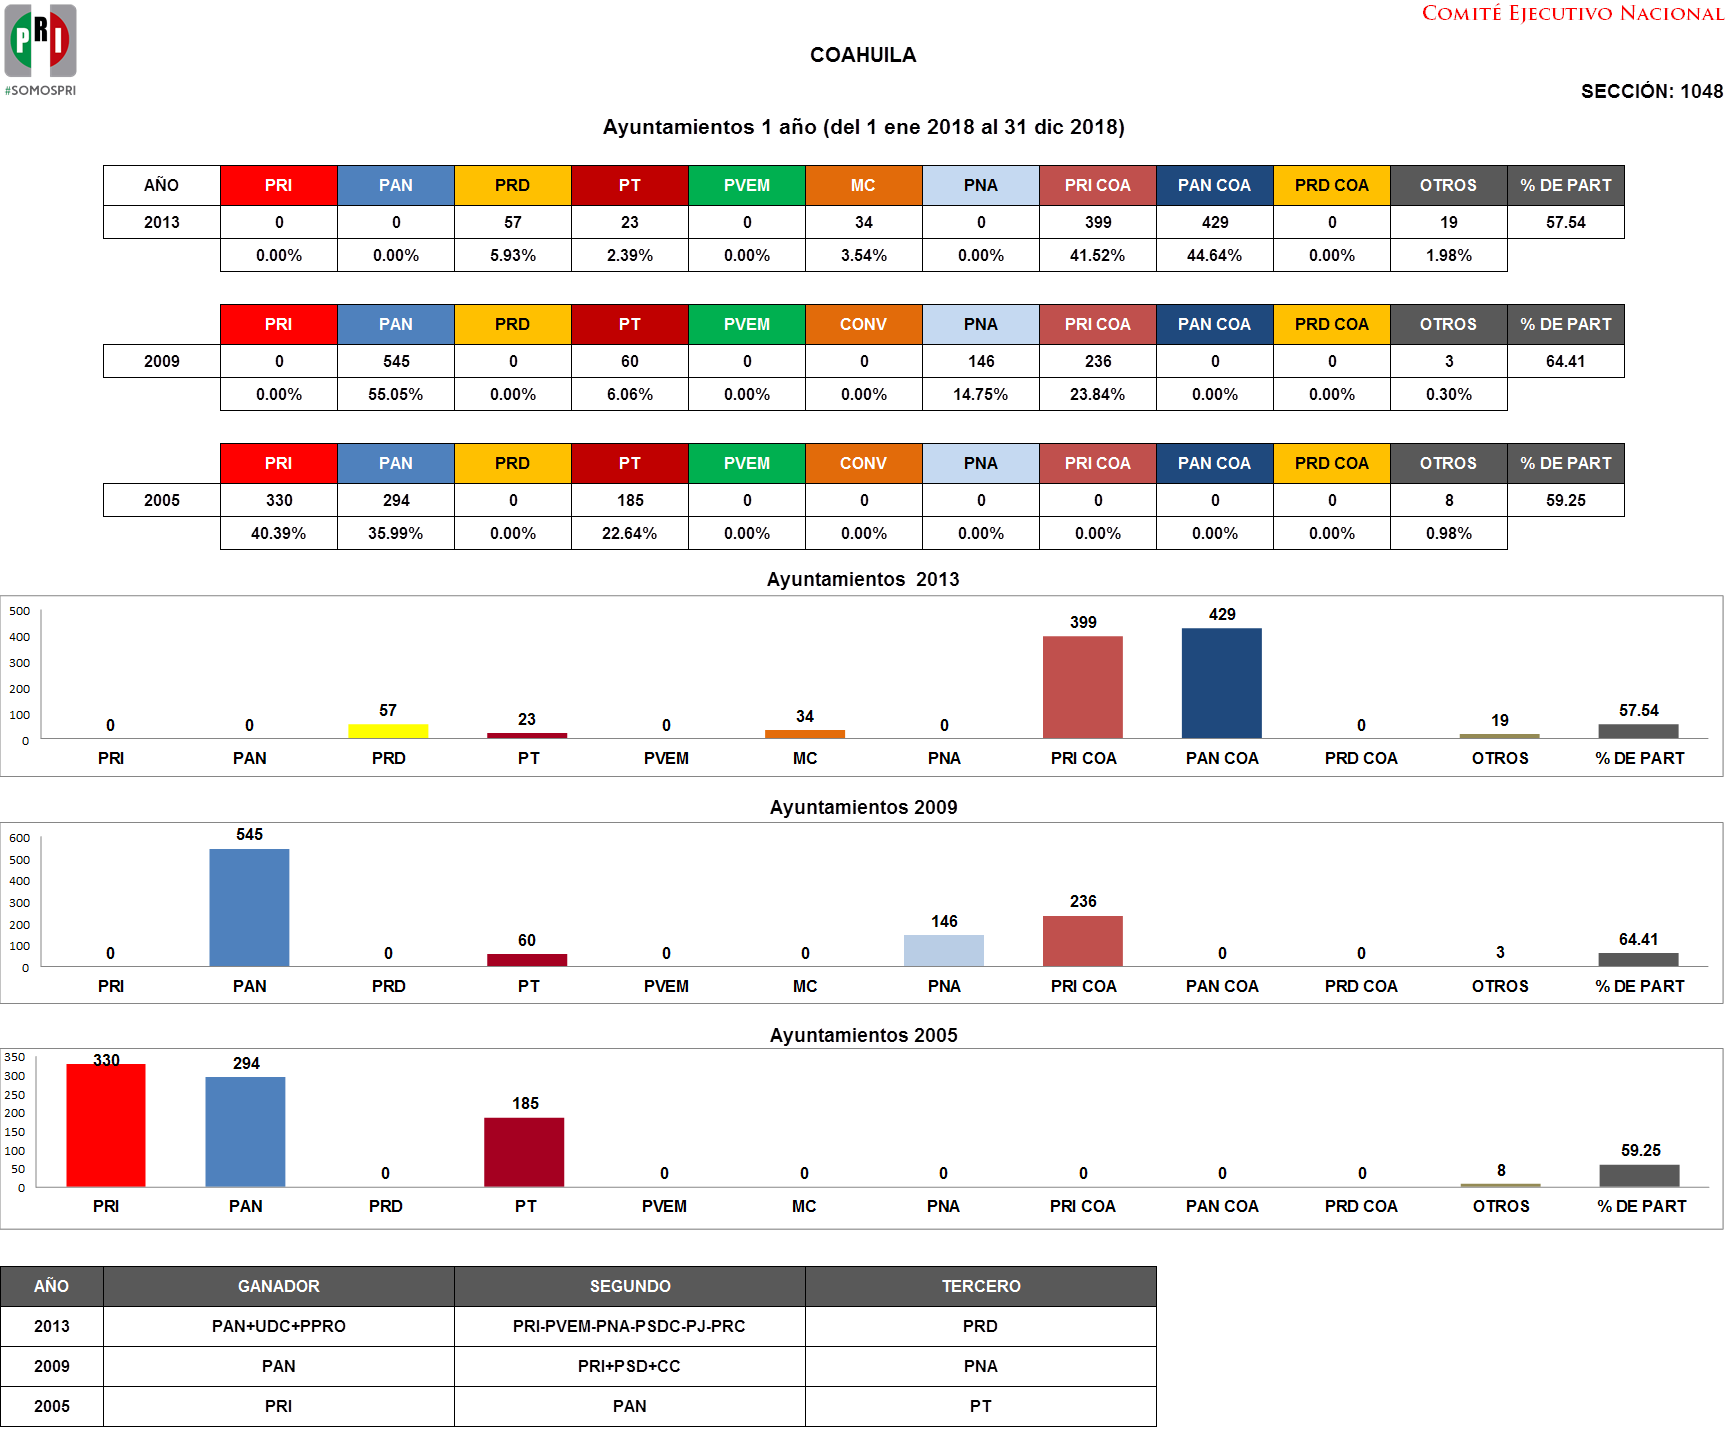 PRI
#SOMOSPRI
COMITÉ EJECUTIVO NACIONAL
COAHUILA
SECCIÓN: 1048
Ayuntamientos 1 año (del 1 ene 2018 al 31 dic 2018)
AÑO PRI PAN PRD PT PVEM MC PNA PRI COA PAN COA PRD COA OTROS % DE PART
2013 0 0 57 23 0 34 0 399 429 0 19 57.54
0.00% 0.00% 5.93% 2.39% 0.00% 3.54% 0.00% 41.52% 44.64% 0.00% 1.98%
PRI PAN PRD PT PVEM CONV PNA PRI COA PAN COA PRD COA OTROS % DE PART
2009 0 545 0 60 0 0 146 236 0 0 3 64.41
0.00% 55.05% 0.00% 6.06% 0.00% 0.00% 14.75% 23.84% 0.00% 0.00% 0.30%
PRI PAN PRD PT PVEM CONV PNA PRI COA PAN COA PRD COA OTROS % DE PART
2005 330 294 0 185 0 0 0 0 0 0 8 59.25
40.39% 35.99% 0.00% 22.64% 0.00% 0.00% 0.00% 0.00% 0.00% 0.00% 0.98%
Ayuntamientos 2013
500
400
300
200
100
0
0 0 57 23 0 34 0 399 429 0 19 57.54
PRI PAN PRD PT PVEM MC PNA PRI COA PAN COA PRD COA OTROS % DE PART
Ayuntamientos 2009
600
500
400
300
200
100
0
0 545 0 60 0 0 146 236 0 0 3 64.41
PRI PAN PRD PT PVEM MC PNA PRI COA PAN COA PRD COA OTROS % DE PART
Ayuntamientos 2005
350
300
250
200
150
100
50
0
330 294 0 185 0 0 0 0 0 0 8 59.25
PRI PAN PRD PT PVEM MC PNA PRI COA PAN COA PRD COA OTROS % DE PART
AÑO GANADOR SEGUNDO TERCERO
2013 PAN+UDC+PPRO PRI-PVEM-PNA-PSDC-PJ-PRC PRD
2009 PAN PRI+PSD+CC PNA
2005 PRI PAN PT